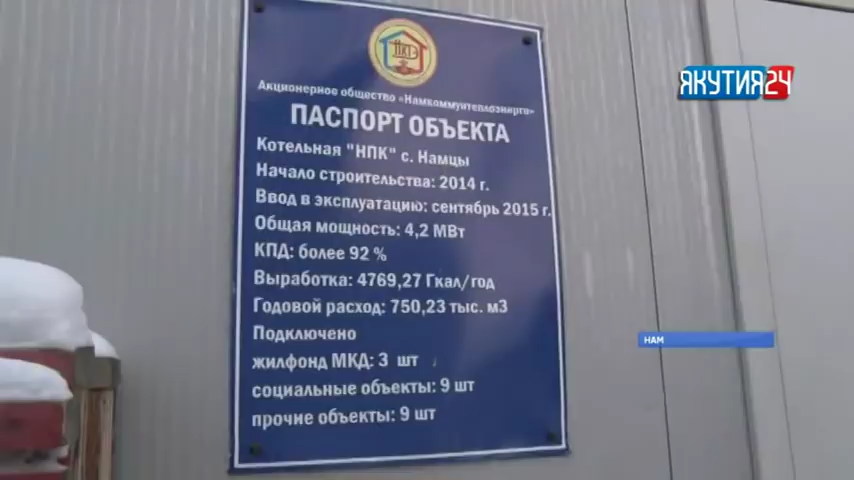 НКТЭ
Акционерное общество «Намкоммунтеплоэнерго»
ПАСПОРТ ОБЪЕКТА
Котельная "НПК" с. Намцы
Начало строительства: 2014 г.
Ввод в эксплуатацию: сентябрь 2015 г.
Общая мощность: 4,2 МВт
КПД: более 92 %
Выработка: 4769,27 Гкал/год
Годовой расход: 750,23 тыс. м3
Подключено
жилфонд МКД: 3 шт
социальные объекты: 9 шт
прочие объекты: 9 шт
ЯКУТИЯ24
НАМ